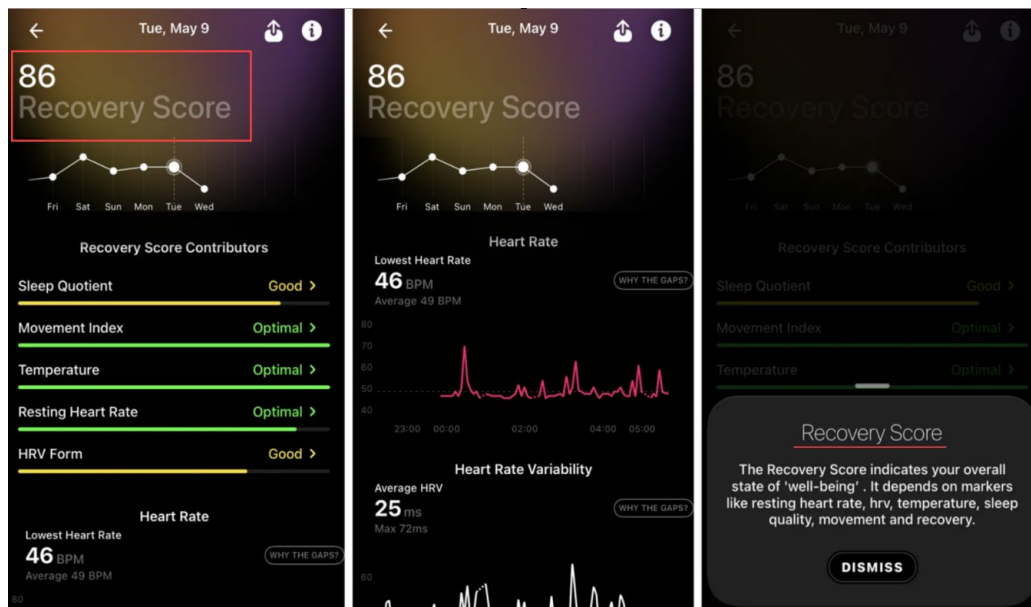 Tue, May 9
86
Recovery Score
Fri Sat Sun Mon Tue Wed
Recovery Score Contributors
Sleep Quotient Good >
Movement Index Optimal >
Temperature Optimal >
Resting Heart Rate Optimal >
HRV Form Good >
Heart Rate
Lowest Heart Rate
46 BPM WHY THE GAPS?
Average 49 BPM
80
Tue, May 9
86
Recovery Score
Fri Sat Sun Mon Tue Wed
Heart Rate
Lowest Heart Rate
46 BPM WHY THE GAPS?
Average 49 BPM
80
70
60
50
40
23:00 00:00 02:00 04:00 05:00
Heart Rate Variability
Average HRV
25 ms WHY THE GAPS?
Max 72ms
60
Tue, May 9
86
Recovery Score
Fri Sat Sun Mon Tue Wed
Recovery Score Contributors
Sleep Quotient Good >
Movement Index Optimal >
Temperature Optimal >
Recovery Score
The Recovery Score indicates your overall
state of 'well-being' . It depends on markers
like resting heart rate, hrv, temperature, sleep
quality, movement and recovery.
DISMISS